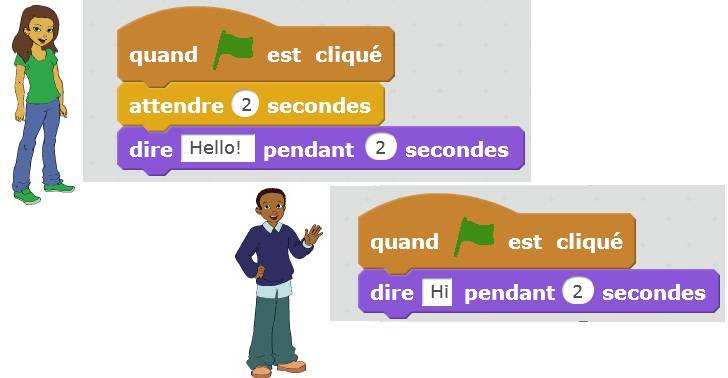 quand est cliqué
attendre 2 secondes
dire Hello! pendant 2 secondes
quand est cliqué
dire Hi pendant 2 secondes